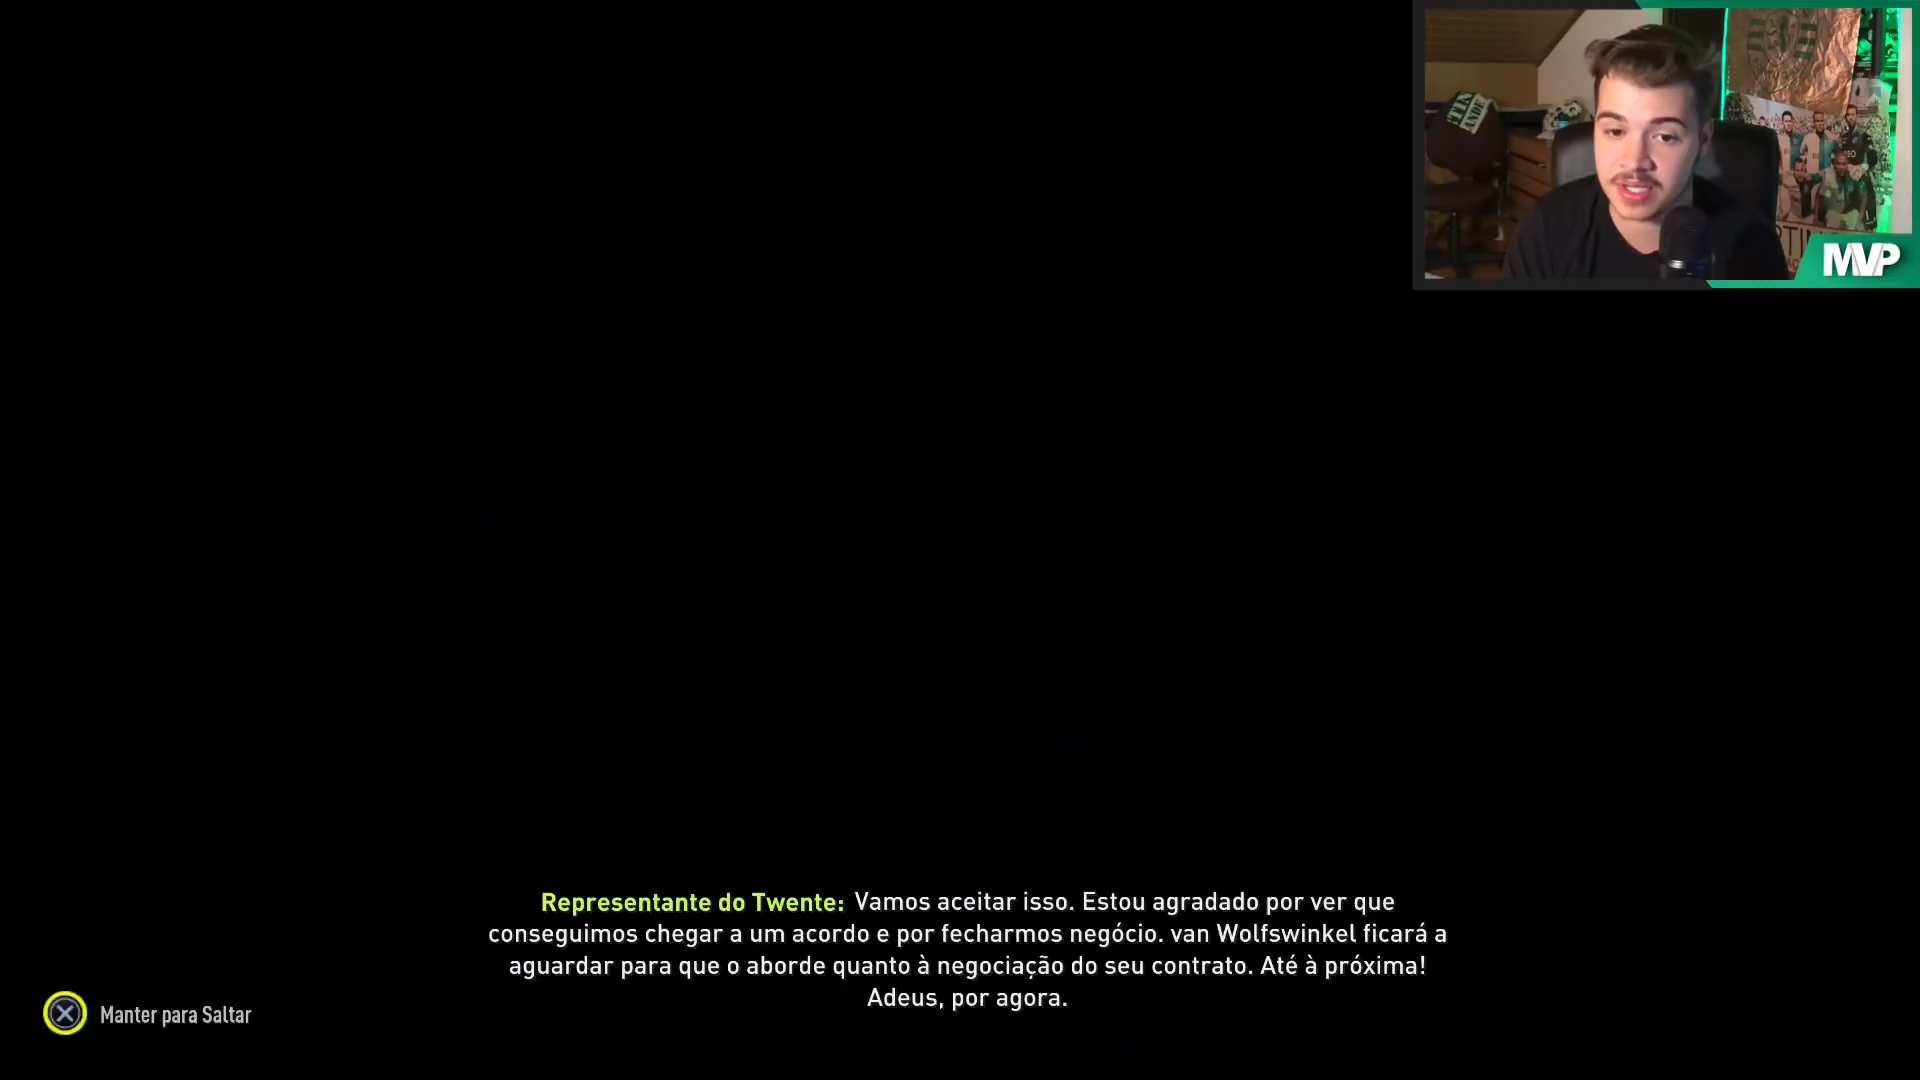 MVP
Representante do Twente: Vamos aceitar isso. Estou agradado por ver que
conseguimos chegar a um acordo e por fecharmos negócio. van Wolfswinkel ficará a
aguardar para que o aborde quanto à negociação do seu contrato. Até à próxima!
Adeus, por agora.
Manter para Saltar